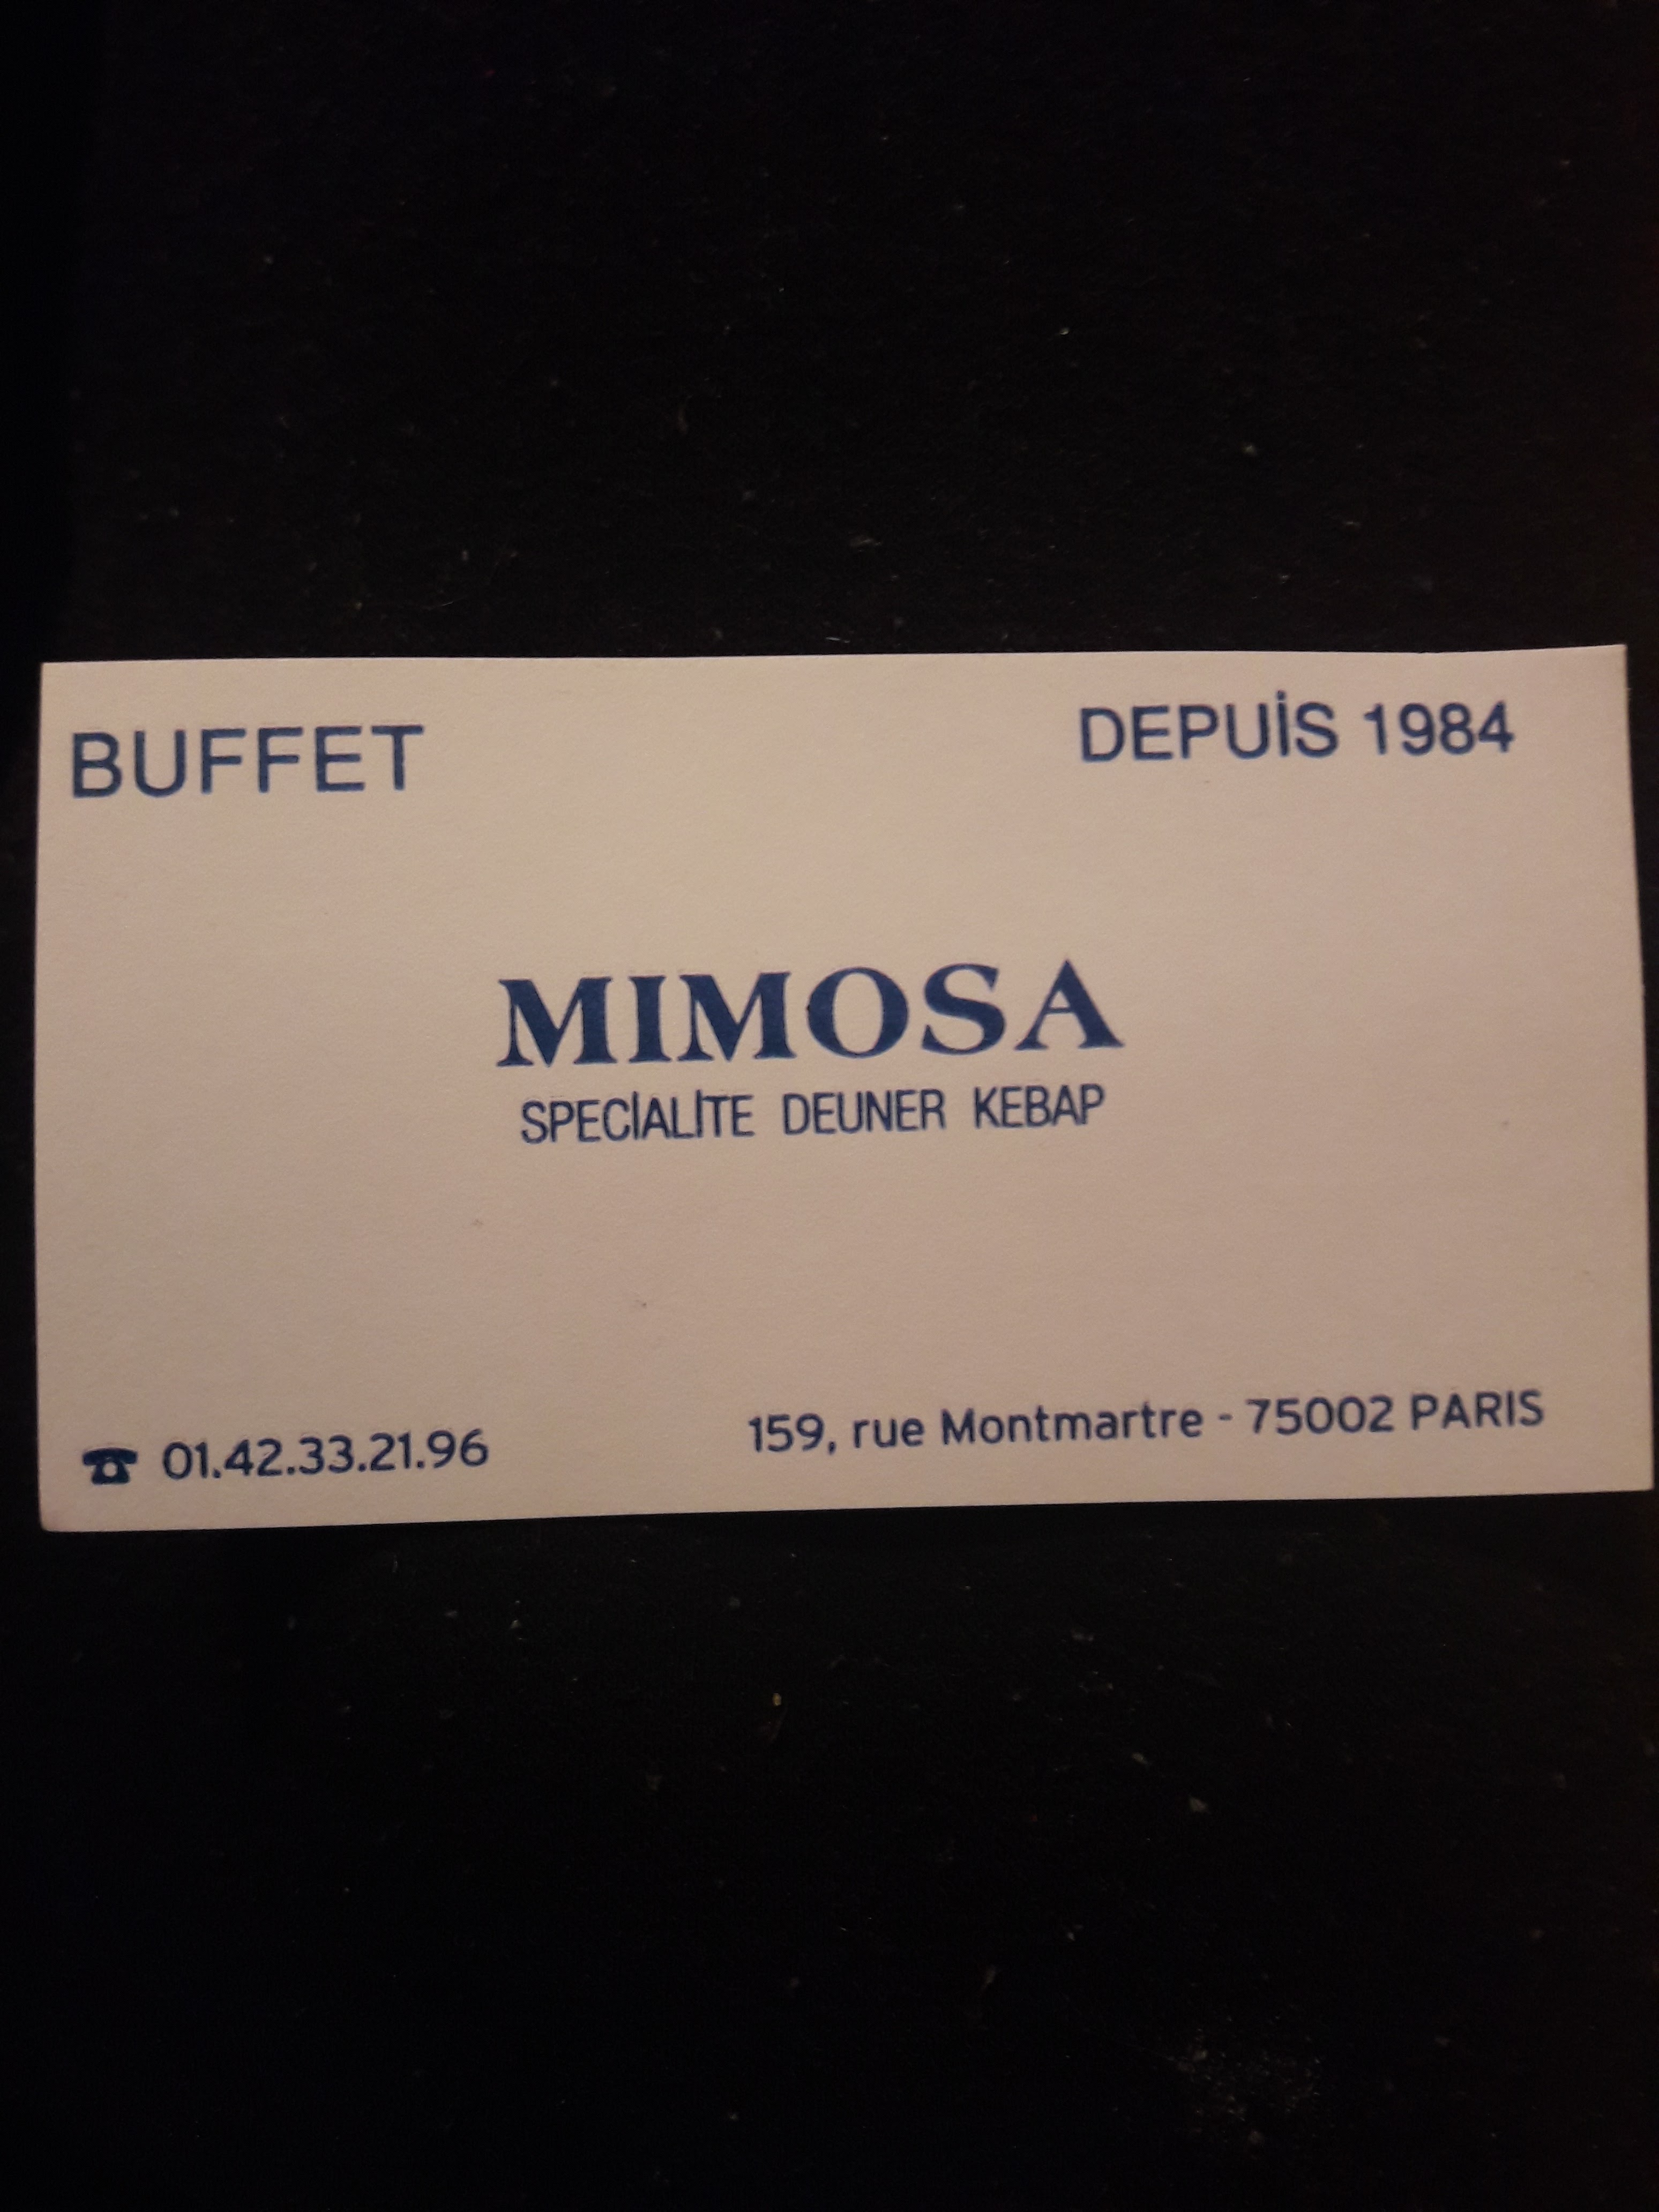 BUFFET
DEPUİS 1984
MIMOSA
SPECİALİTE DEUNER KEBAP
☎ 01.42.33.21.96
159, rue Montmartre - 75002 PARIS